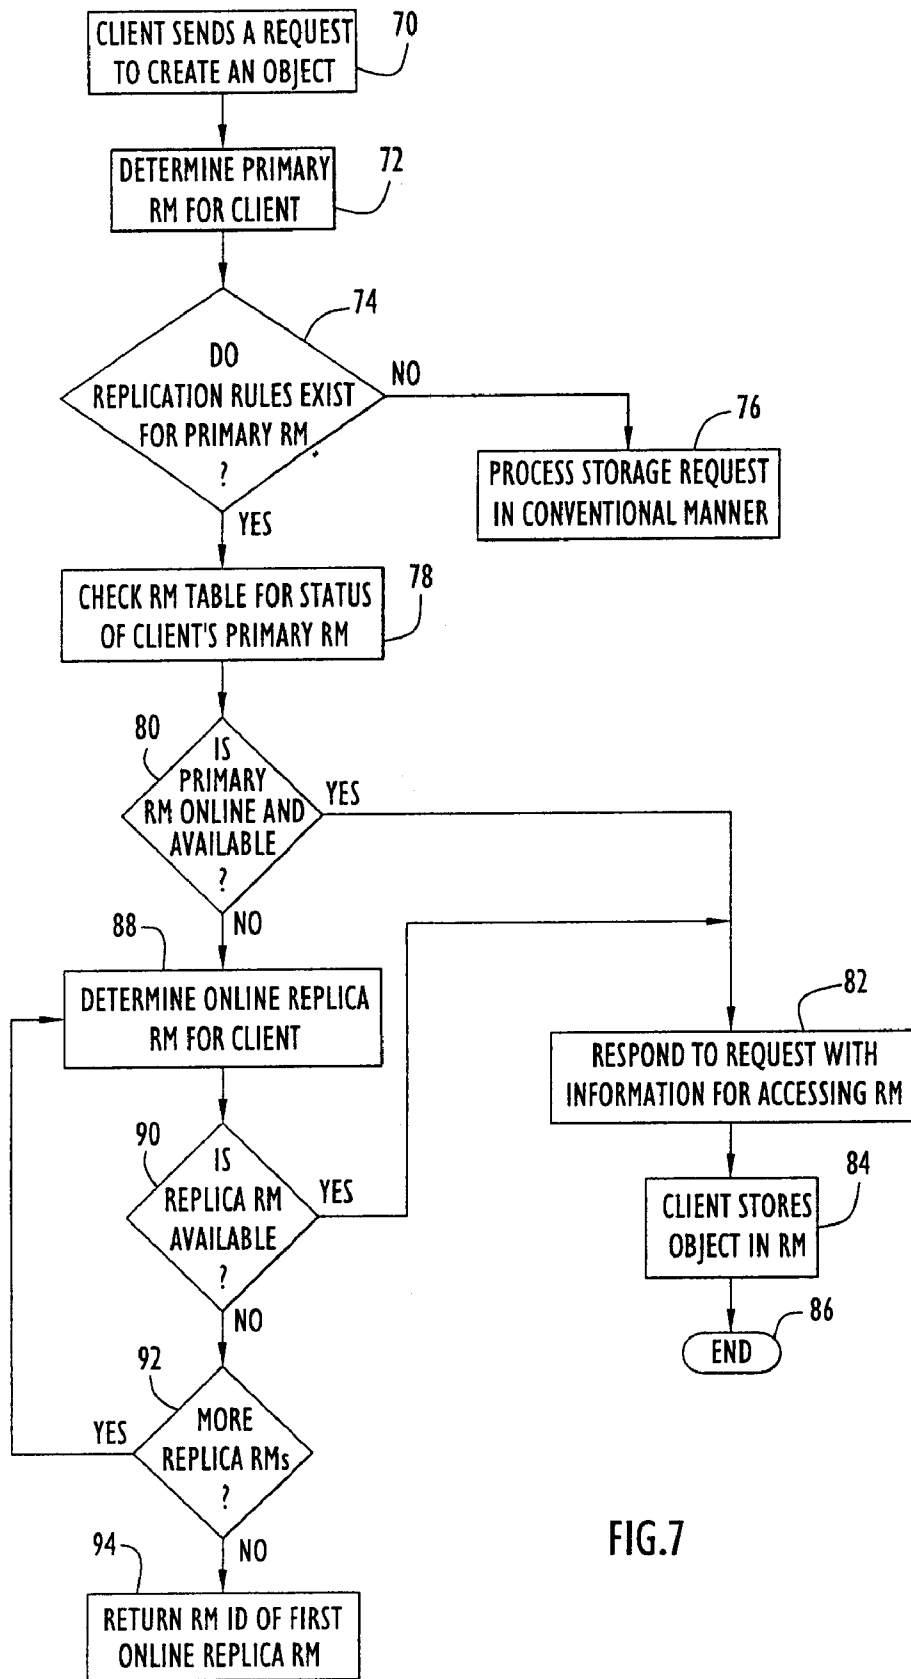 CLIENT SENDS A REQUEST
TO CREATE AN OBJECT
70
DETERMINE PRIMARY
RM FOR CLIENT
72
74
DO
REPLICATION RULES EXIST
FOR PRIMARY RM
?
NO
YES
76
PROCESS STORAGE REQUEST
IN CONVENTIONAL MANNER
78
CHECK RM TABLE FOR STATUS
OF CLIENT'S PRIMARY RM
80
IS
PRIMARY
RM ONLINE AND
AVAILABLE
?
YES
NO
88
DETERMINE ONLINE REPLICA
RM FOR CLIENT
82
RESPOND TO REQUEST WITH
INFORMATION FOR ACCESSING RM
90
IS
REPLICA RM
AVAILABLE
?
YES
NO
84
CLIENT STORES
OBJECT IN RM
86
END
92
MORE
REPLICA RMs
?
YES
NO
94
RETURN RM ID OF FIRST
ONLINE REPLICA RM
FIG.7